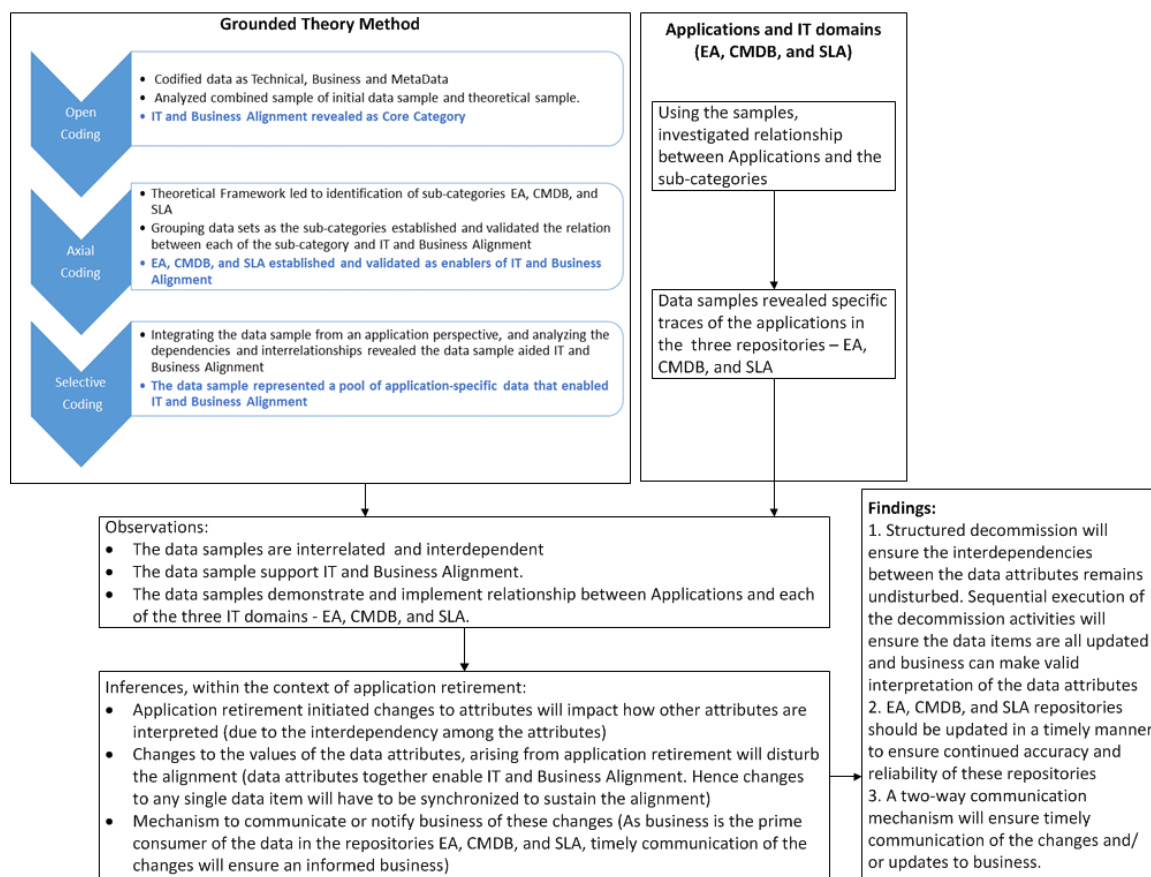 Grounded Theory Method
Open
Coding
• Codified data as Technical, Business and MetaData
• Analyzed combined sample of initial data sample and theoretical sample.
• IT and Business Alignment revealed as Core Category
Axial
Coding
• Theoretical Framework led to identification of sub-categories EA, CMDB, and
SLA
• Grouping data sets as the sub-categories established and validated the relation
between each of the sub-category and IT and Business Alignment
• EA, CMDB, and SLA established and validated as enablers of IT and Business
Alignment
Selective
Coding
• Integrating the data sample from an application perspective, and analyzing the
dependencies and interrelationships revealed the data sample aided IT and
Business Alignment
• The data sample represented a pool of application-specific data that enabled
IT and Business Alignment
Applications and IT domains
(EA, CMDB, and SLA)
Using the samples,
investigated relationship
between Applications and the
sub-categories
Data samples revealed specific
traces of the applications in
the three repositories – EA,
CMDB, and SLA
Observations:
• The data samples are interrelated and interdependent
• The data sample support IT and Business Alignment.
• The data samples demonstrate and implement relationship between Applications and each
of the three IT domains - EA, CMDB, and SLA.
Inferences, within the context of application retirement:
• Application retirement initiated changes to attributes will impact how other attributes are
interpreted (due to the interdependency among the attributes)
• Changes to the values of the data attributes, arising from application retirement will disturb
the alignment (data attributes together enable IT and Business Alignment. Hence changes
to any single data item will have to be synchronized to sustain the alignment)
• Mechanism to communicate or notify business of these changes (As business is the prime
consumer of the data in the repositories EA, CMDB, and SLA, timely communication of the
changes will ensure an informed business)
Findings:
1. Structured decommission will
ensure the interdependencies
between the data attributes remains
undisturbed. Sequential execution of
the decommission activities will
ensure the data items are all updated
and business can make valid
interpretation of the data attributes
2. EA, CMDB, and SLA repositories
should be updated in a timely manner
to ensure continued accuracy and
reliability of these repositories
3. A two-way communication
mechanism will ensure timely
communication of the changes and/
or updates to business.